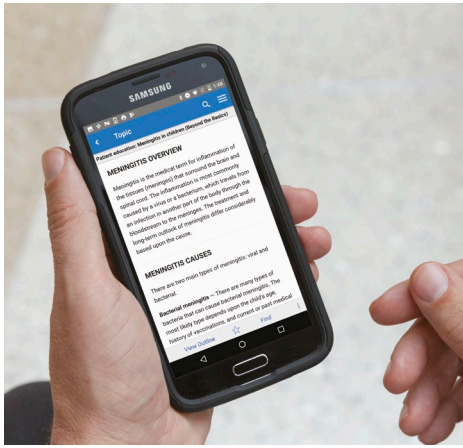 SAMSUNG
1:48
Topic
Patient education: Meningitis in children (Beyond the Basics)
MENINGITIS OVERVIEW
Meningitis is the medical term for inflammation of
the tissues (meninges) that surround the brain and
spinal cord. The inflammation is most commonly
caused by a virus or a bacterium, which travels from
an infection in another part of the body through the
bloodstream to the meninges. The treatment and
long-term outlook of meningitis differ considerably
based upon the cause.
MENINGITIS CAUSES
There are two main types of meningitis: viral and
bacterial.
Bacterial meningitis – There are many types of
bacteria that can cause bacterial meningitis. The
most likely type depends upon the child's age,
history of vaccinations, and current or past medical
View Outline
Find